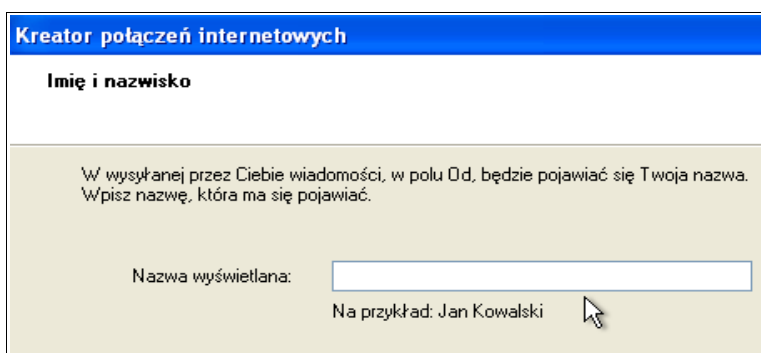 Kreator połączeń internetowych
Imię i nazwisko
W wysyłanej przez Ciebie wiadomości, w polu Od, będzie pojawiać się Twoja nazwa.
Wpisz nazwę, która ma się pojawiać.
Nazwa wyświetlana:
Na przykład: Jan Kowalski